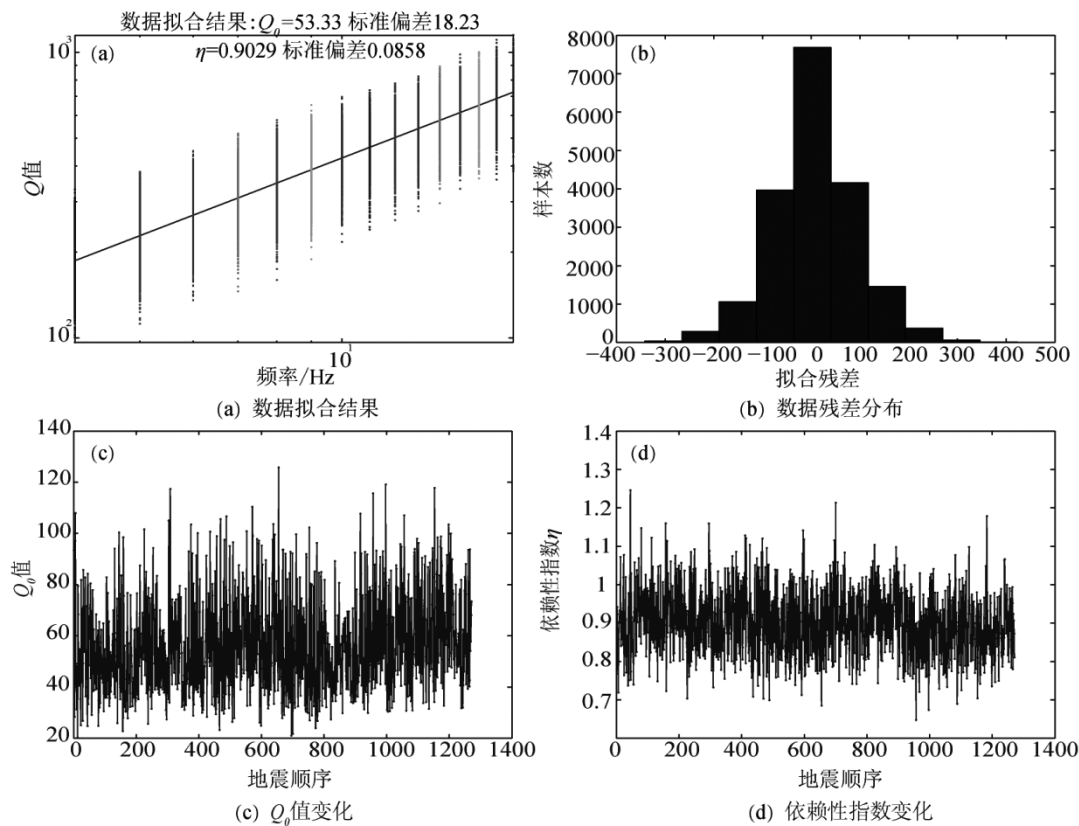 数据拟合结果:Q₀=53.33 标准偏差18.23
η=0.9029 标准偏差0.0858
(a)
10³
10²
10¹
Q值
频率/Hz
(a) 数据拟合结果
(b)
8000
7000
6000
5000
4000
3000
2000
1000
0
样本数
−400 −300 −200 −100 0 100 200 300 400 500
拟合残差
(b) 数据残差分布
(c)
140
120
100
80
60
40
20
Q₀值
0 200 400 600 800 1000 1200 1400
地震顺序
(c) Q₀值变化
(d)
1.4
1.3
1.2
1.1
1
0.9
0.8
0.7
依赖性指数η
0 200 400 600 800 1000 1200 1400
地震顺序
(d) 依赖性指数变化